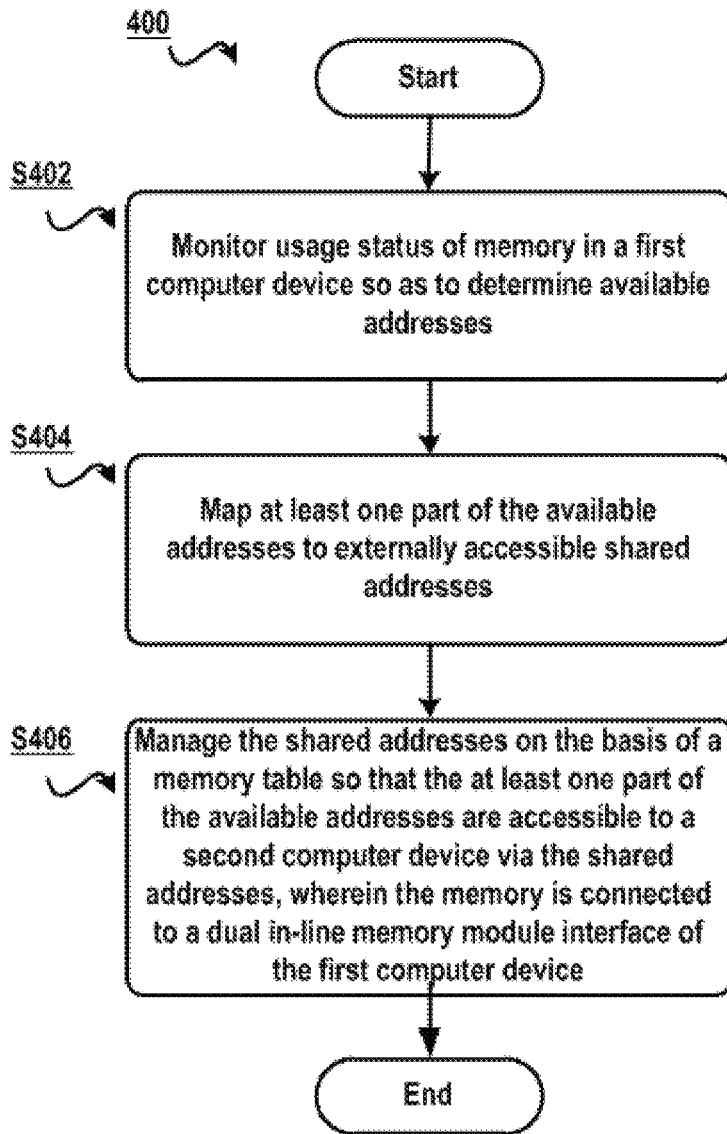 400
Start
S402
Monitor usage status of memory in a first
computer device so as to determine available
addresses
S404
Map at least one part of the available
addresses to externally accessible shared
addresses
S406
Manage the shared addresses on the basis of a
memory table so that the at least one part of
the available addresses are accessible to a
second computer device via the shared
addresses, wherein the memory is connected
to a dual in-line memory module interface of
the first computer device
End